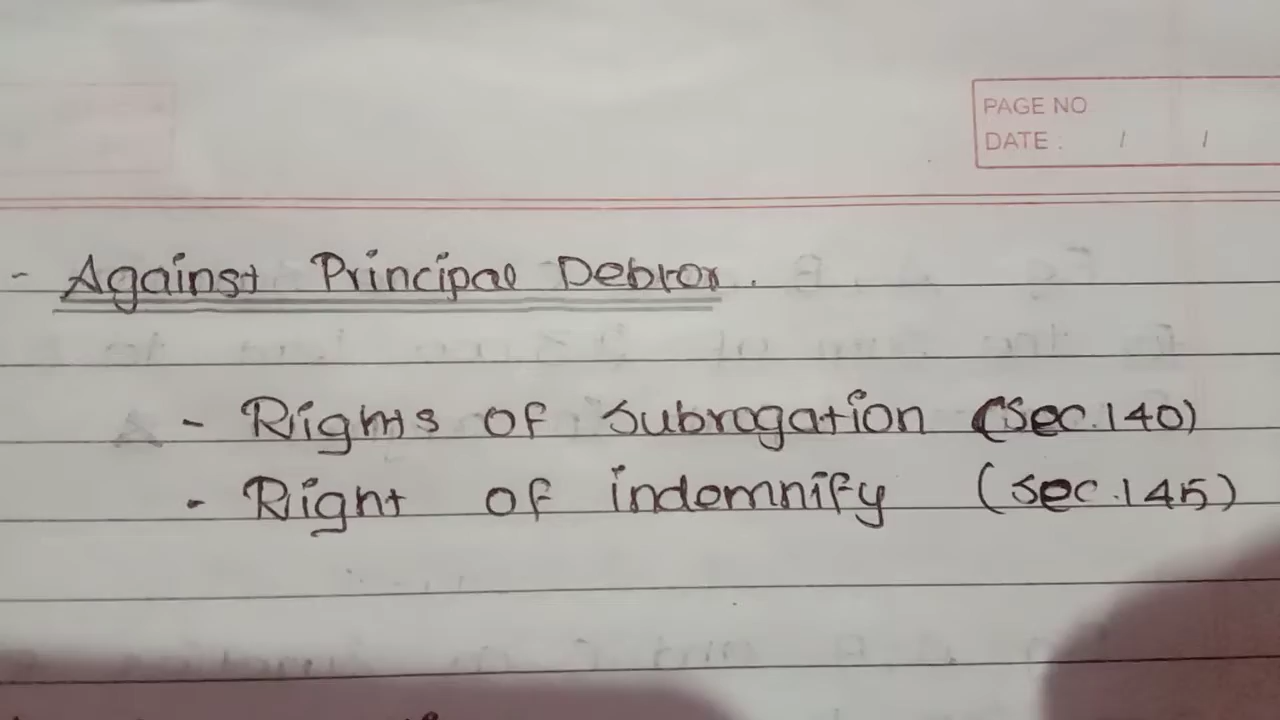 PAGE NO
DATE : / /
- Against Principal Debtor.
- Rights of subrogation (Sec.140)
- Right of indemnify (Sec.145)